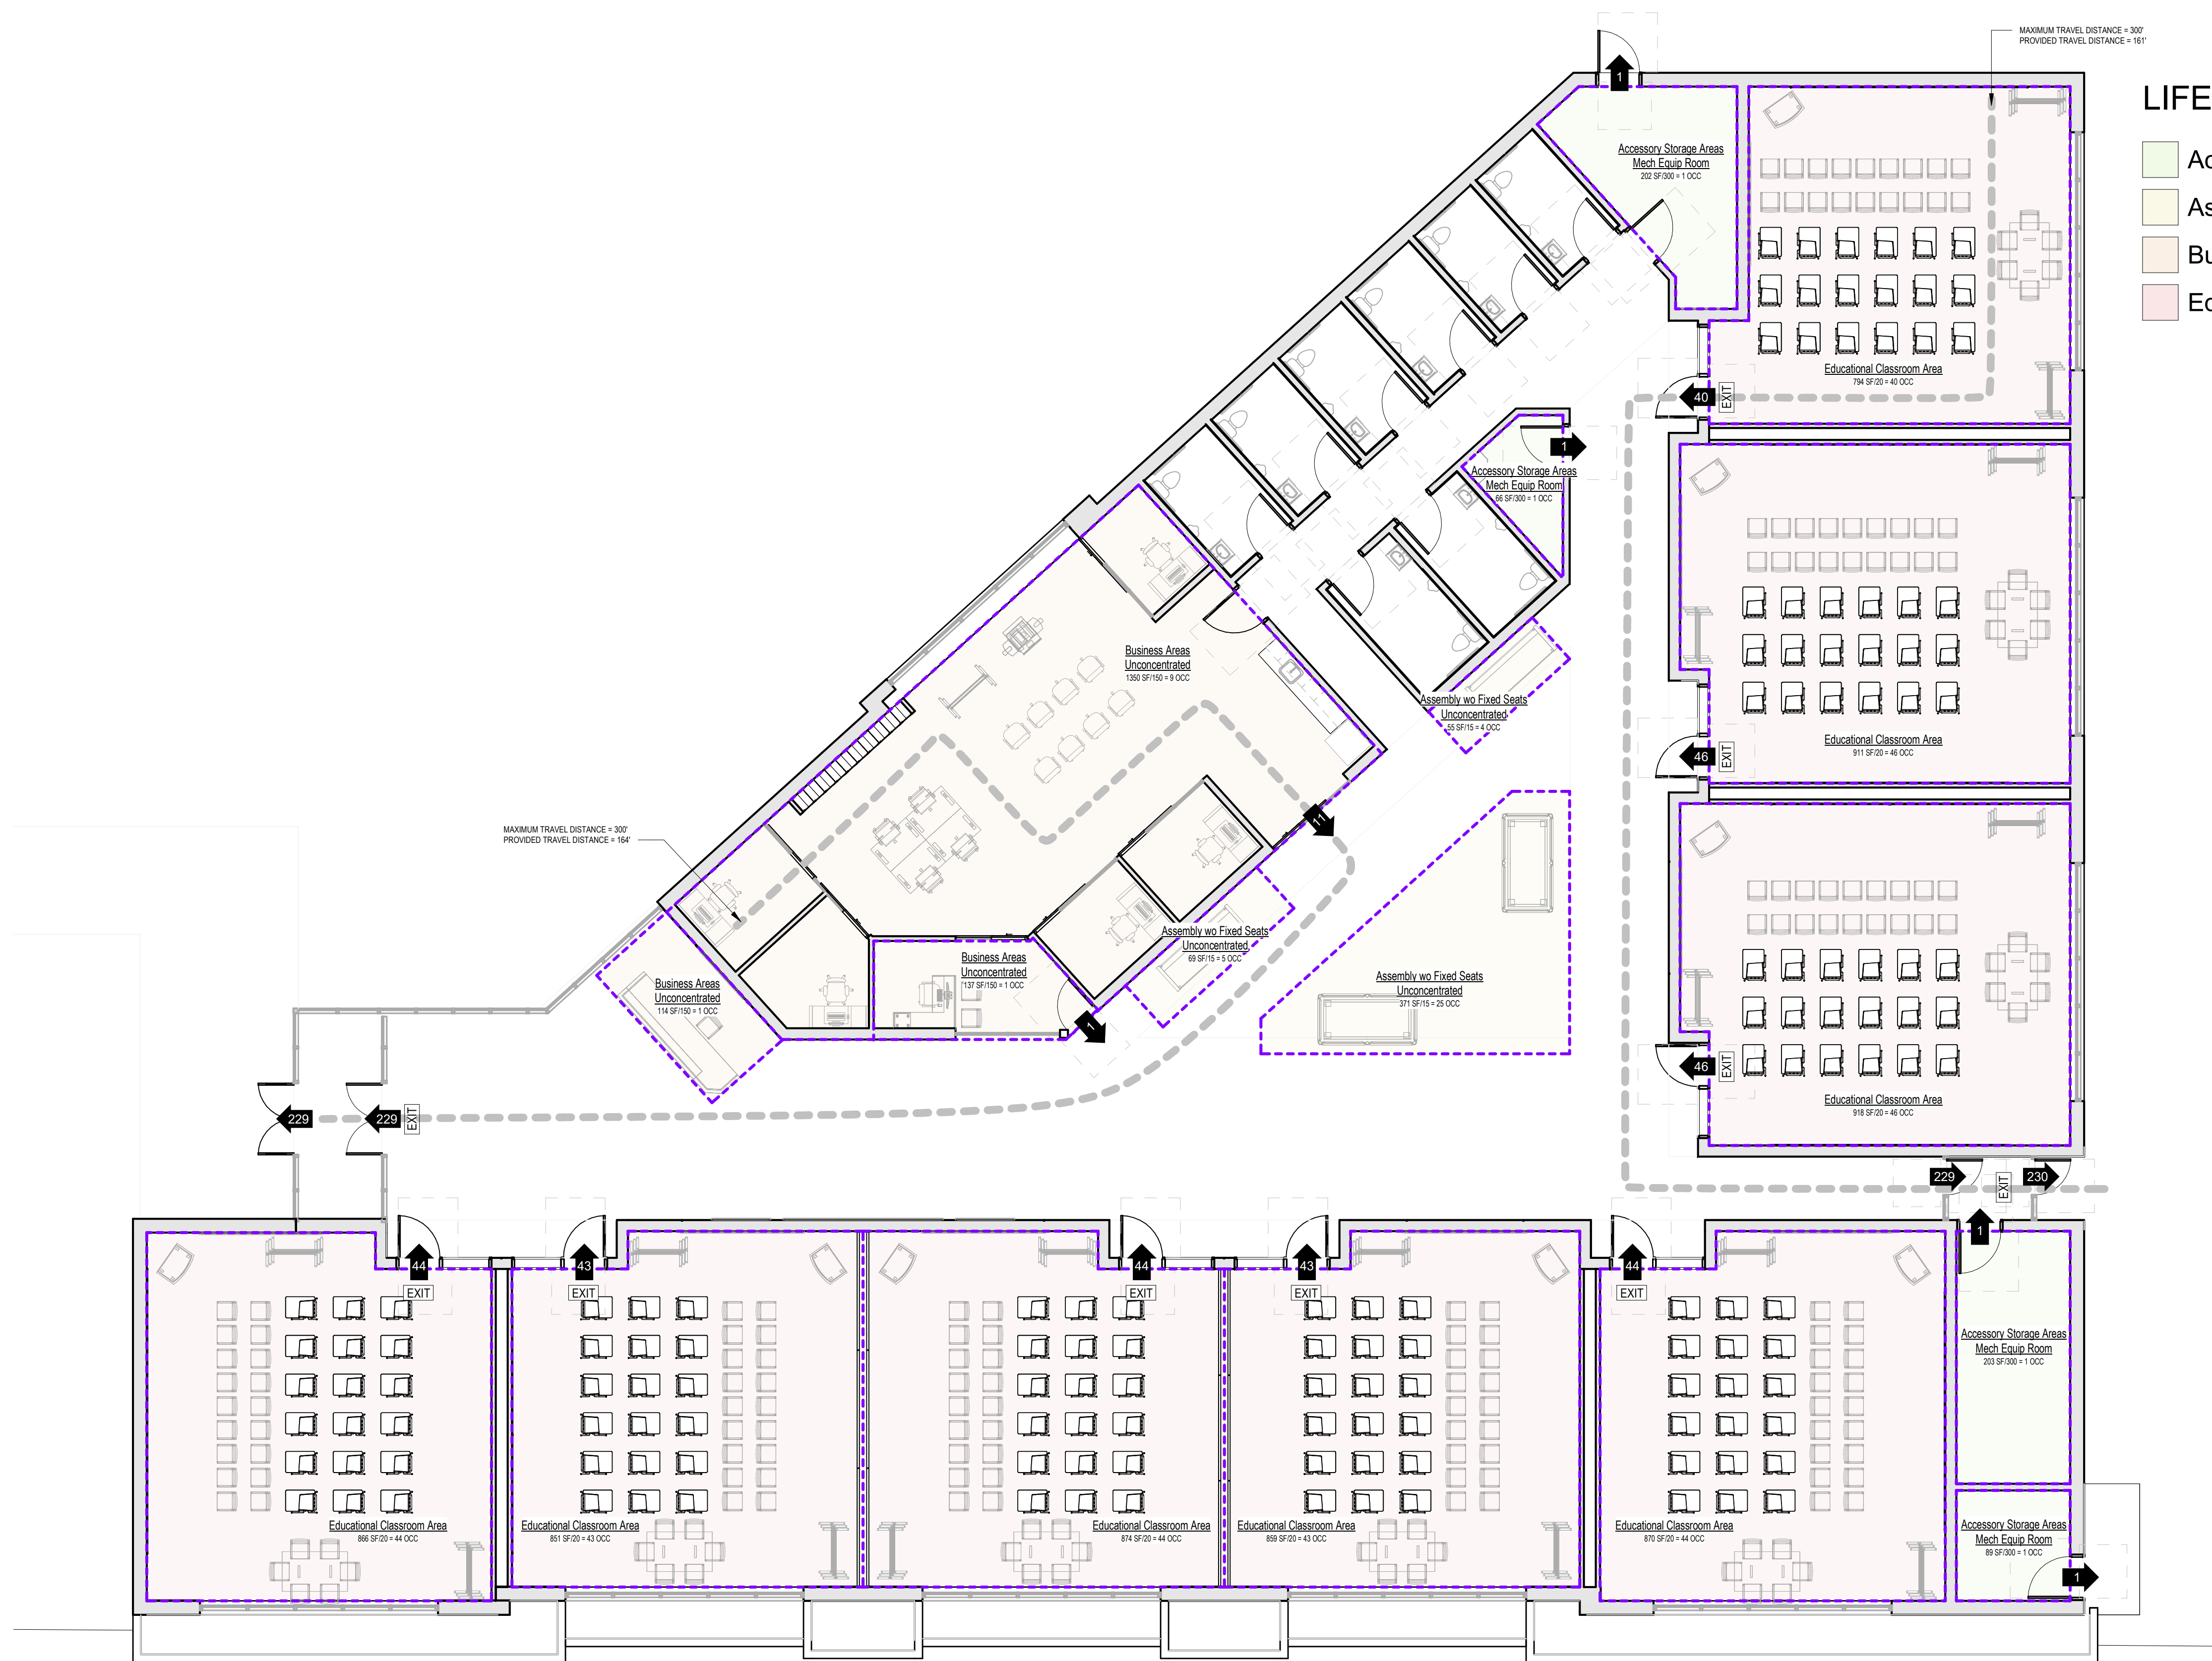 MAXIMUM TRAVEL DISTANCE = 300'
PROVIDED TRAVEL DISTANCE = 161'
LIFE
Ac
As
Bu
Ed
1
Accessory Storage Areas
Mech Equip Room
202 SF/300 = 1 OCC
Educational Classroom Area
794 SF/20 = 40 OCC
40
EXIT
1
Accessory Storage Areas
Mech Equip Room
66 SF/300 = 1 OCC
Business Areas
Unconcentrated
1350 SF/150 = 9 OCC
Assembly wo Fixed Seats
Unconcentrated
55 SF/15 = 4 OCC
Educational Classroom Area
911 SF/20 = 46 OCC
46
EXIT
11
MAXIMUM TRAVEL DISTANCE = 300'
PROVIDED TRAVEL DISTANCE = 164'
Assembly wo Fixed Seats
Unconcentrated
69 SF/15 = 5 OCC
Business Areas
Unconcentrated
137 SF/150 = 1 OCC
Business Areas
Unconcentrated
114 SF/150 = 1 OCC
1
Assembly wo Fixed Seats
Unconcentrated
371 SF/15 = 25 OCC
46
EXIT
Educational Classroom Area
918 SF/20 = 46 OCC
229
229
EXIT
229
EXIT
230
1
44
EXIT
43
EXIT
44
EXIT
43
EXIT
44
EXIT
Accessory Storage Areas
Mech Equip Room
203 SF/300 = 1 OCC
Educational Classroom Area
866 SF/20 = 44 OCC
Educational Classroom Area
851 SF/20 = 43 OCC
Educational Classroom Area
874 SF/20 = 44 OCC
Educational Classroom Area
859 SF/20 = 43 OCC
Educational Classroom Area
870 SF/20 = 44 OCC
Accessory Storage Areas
Mech Equip Room
89 SF/300 = 1 OCC
1